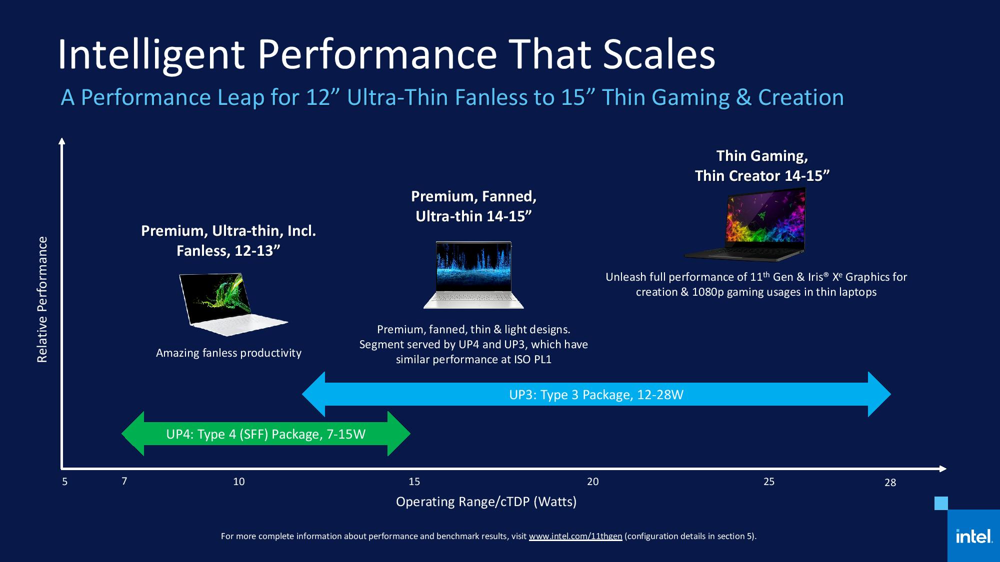 Intelligent Performance That Scales
A Performance Leap for 12” Ultra-Thin Fanless to 15” Thin Gaming & Creation
Relative Performance
Premium, Ultra-thin, Incl.
Fanless, 12-13”
Amazing fanless productivity
Premium, Fanned,
Ultra-thin 14-15”
Premium, fanned, thin & light designs.
Segment served by UP4 and UP3, which have
similar performance at ISO PL1
Thin Gaming,
Thin Creator 14-15”
Unleash full performance of 11th Gen & Iris® Xe Graphics for
creation & 1080p gaming usages in thin laptops
UP3: Type 3 Package, 12-28W
UP4: Type 4 (SFF) Package, 7-15W
5 7 10 15 20 25 28
Operating Range/cTDP (Watts)
For more complete information about performance and benchmark results, visit www.intel.com/11thgen (configuration details in section 5).
intel.